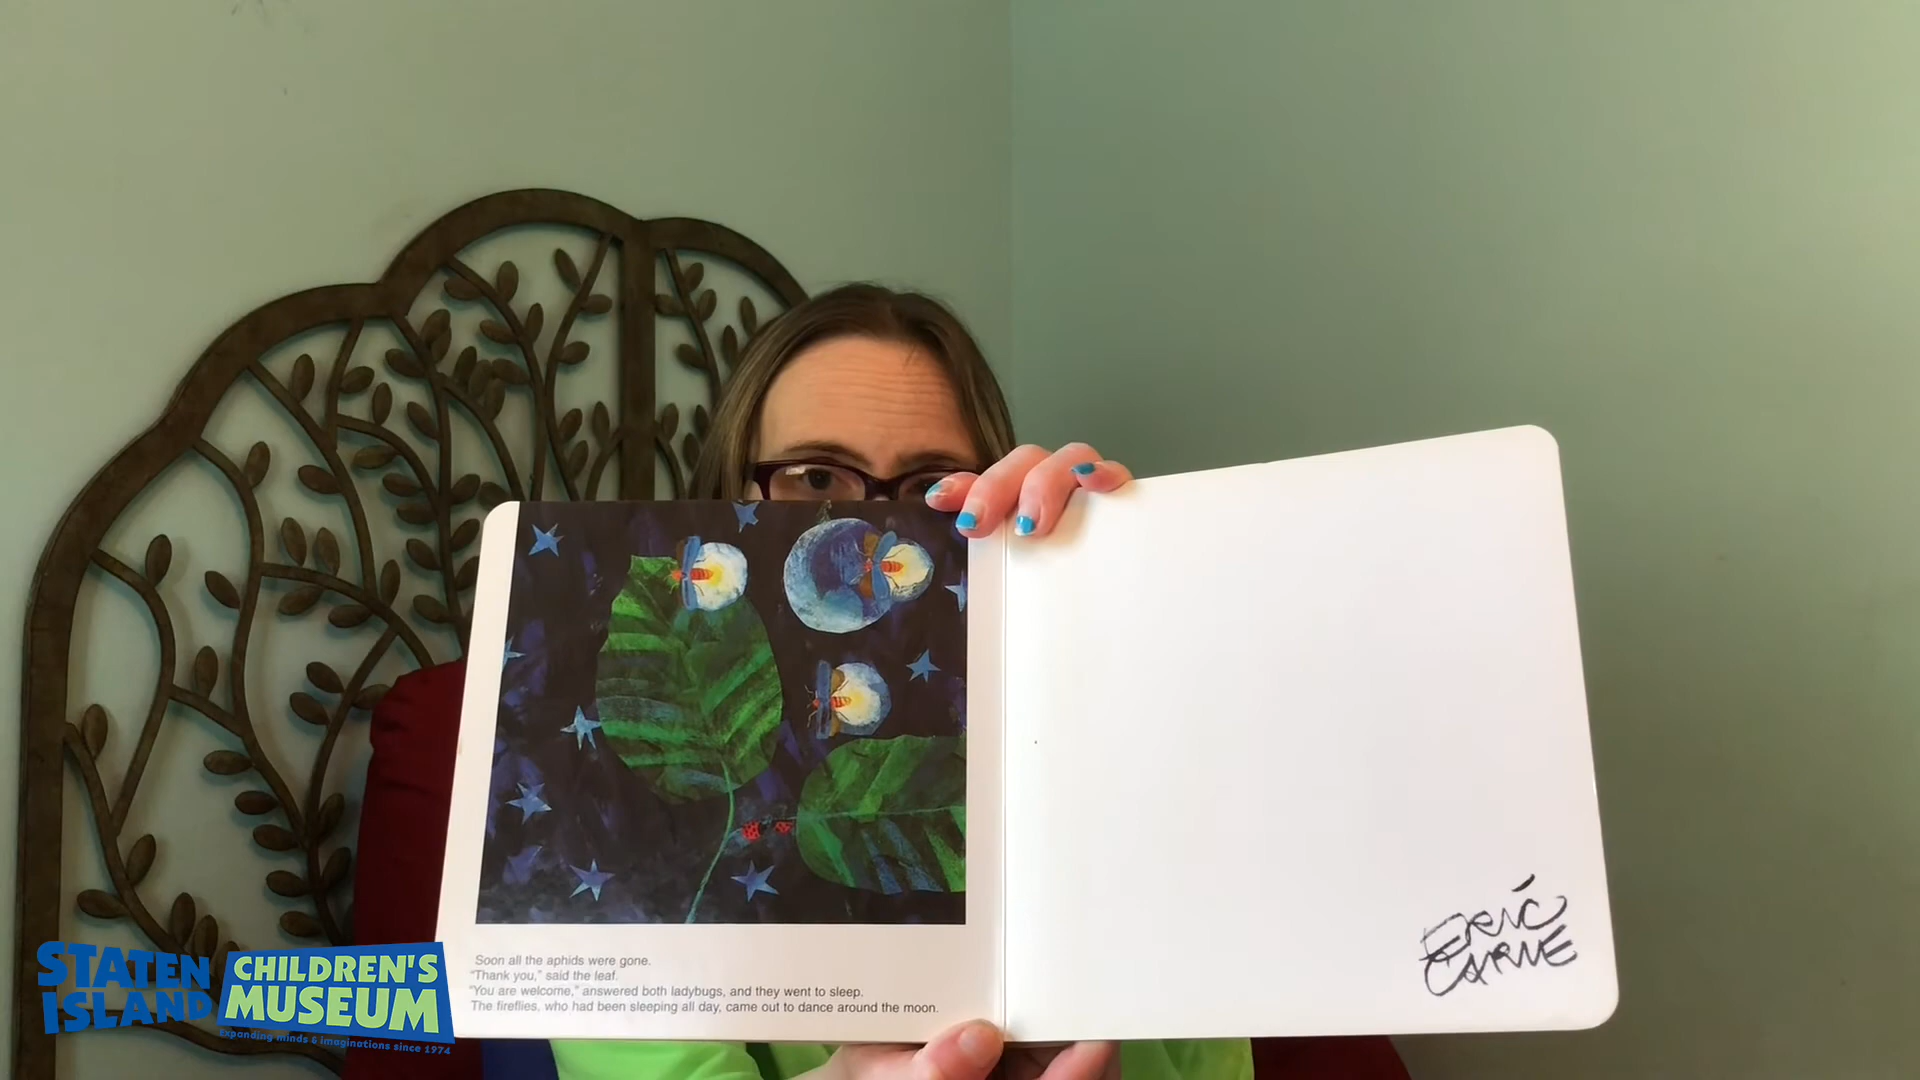 Soon all the aphids were gone.
"Thank you," said the leaf.
"You are welcome," answered both ladybugs, and they went to sleep.
The fireflies, who had been sleeping all day, came out to dance around the moon.
ERIC
CARLE
STATEN
ISLAND
CHILDREN'S
MUSEUM
Expanding minds & imaginations since 1974